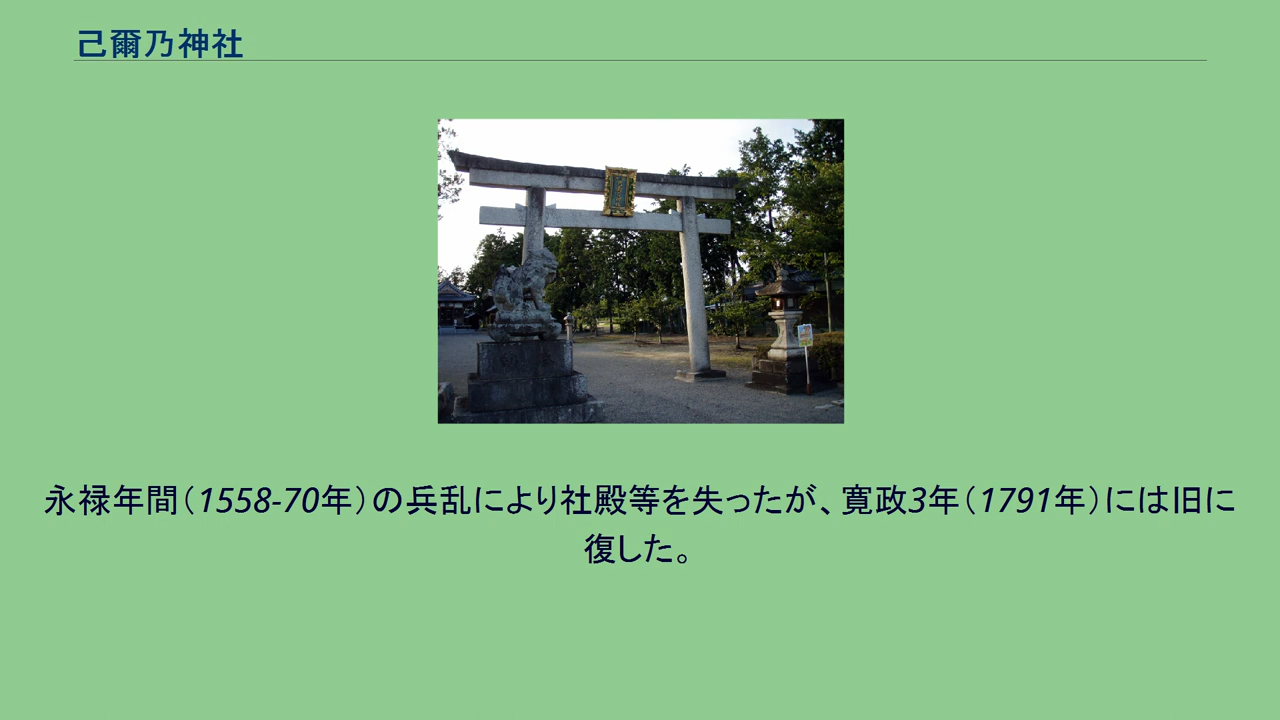 己爾乃神社
永禄年間（1558-70年）の兵乱により社殿等を失ったが、寛政3年（1791年）には旧に
復した。